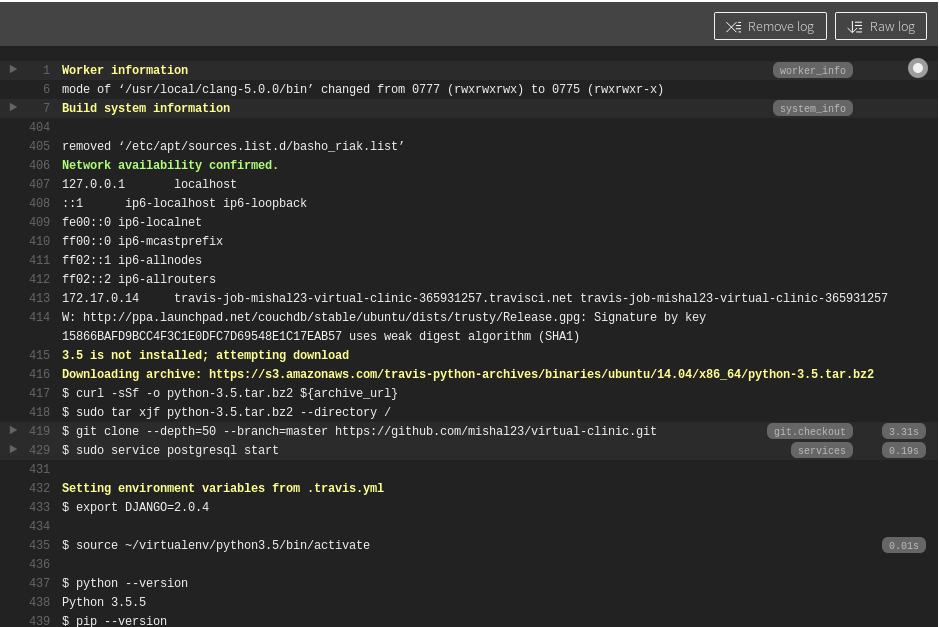 Remove log Raw log
1 Worker information worker_info
6 mode of ‘/usr/local/clang-5.0.0/bin’ changed from 0777 (rwxrwxrwx) to 0775 (rwxrwxr-x)
7 Build system information system_info
404
405 removed ‘/etc/apt/sources.list.d/basho_riak.list’
406 Network availability confirmed.
407 127.0.0.1 localhost
408 ::1 ip6-localhost ip6-loopback
409 fe00::0 ip6-localnet
410 ff00::0 ip6-mcastprefix
411 ff02::1 ip6-allnodes
412 ff02::2 ip6-allrouters
413 172.17.0.14 travis-job-mishal23-virtual-clinic-365931257.travisci.net travis-job-mishal23-virtual-clinic-365931257
414 W: http://ppa.launchpad.net/couchdb/stable/ubuntu/dists/trusty/Release.gpg: Signature by key
15866BAFD9BCC4F3C1E0DFC7D69548E1C17EAB57 uses weak digest algorithm (SHA1)
415 3.5 is not installed; attempting download
416 Downloading archive: https://s3.amazonaws.com/travis-python-archives/binaries/ubuntu/14.04/x86_64/python-3.5.tar.bz2
417 $ curl -sSf -o python-3.5.tar.bz2 ${archive_url}
418 $ sudo tar xjf python-3.5.tar.bz2 --directory /
419 $ git clone --depth=50 --branch=master https://github.com/mishal23/virtual-clinic.git git.checkout 3.31s
429 $ sudo service postgresql start services 0.19s
431
432 Setting environment variables from .travis.yml
433 $ export DJANGO=2.0.4
434
435 $ source ~/virtualenv/python3.5/bin/activate 0.01s
436
437 $ python --version
438 Python 3.5.5
439 $ pip --version